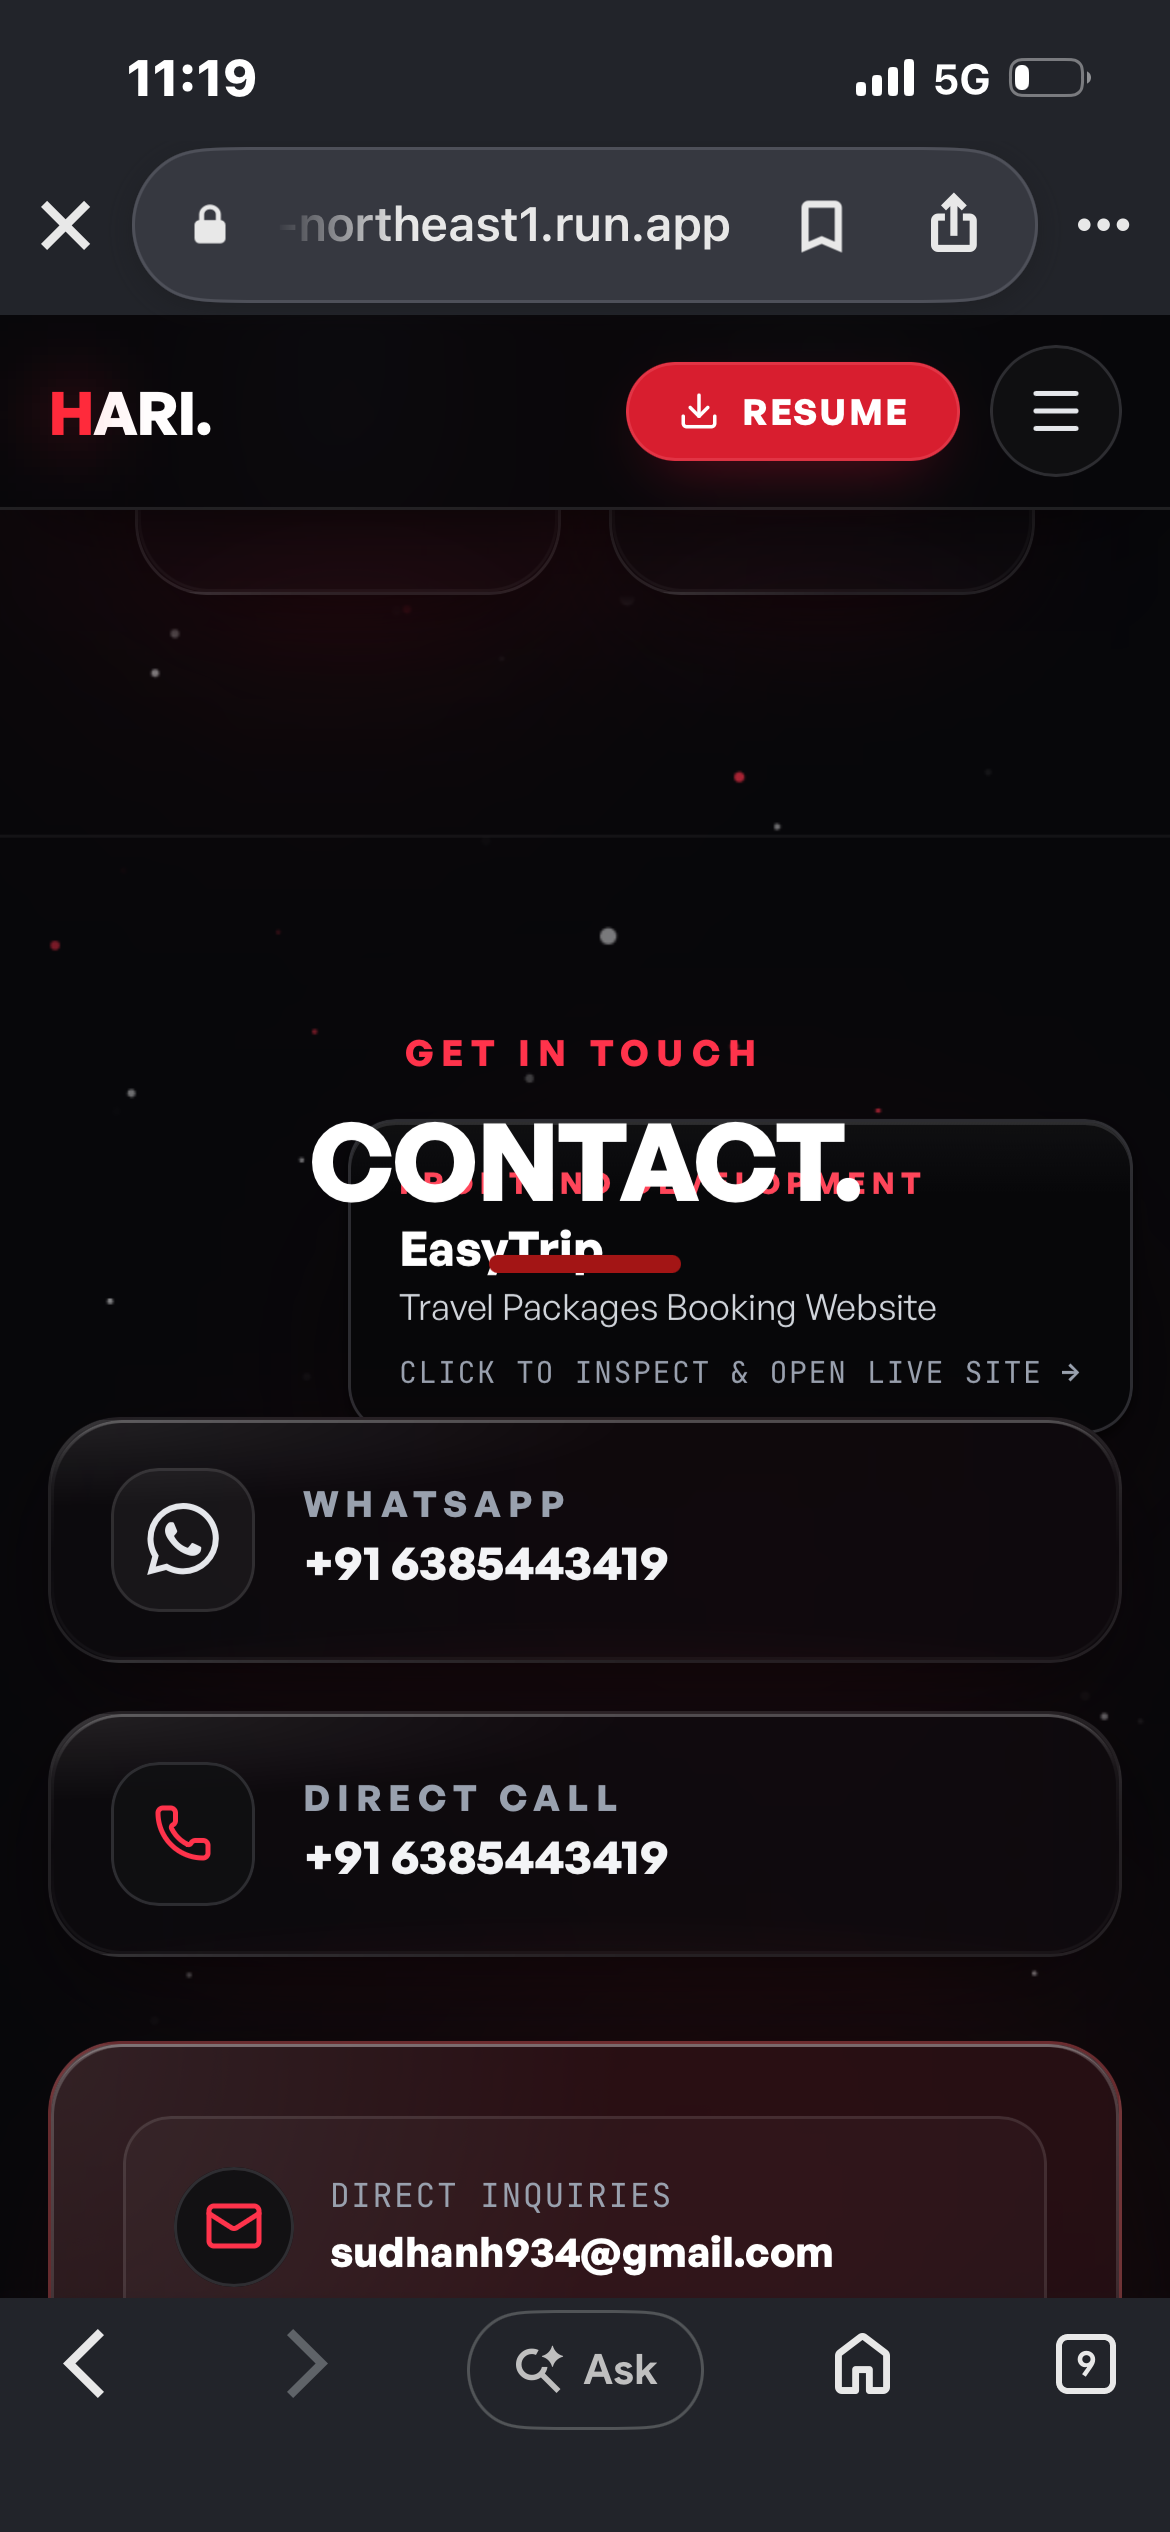 11:19
5G
-northeast1.run.app
HARI.
RESUME
GET IN TOUCH
CONTACT.
EasyTrip
Travel Packages Booking Website
CLICK TO INSPECT & OPEN LIVE SITE →
WHATSAPP
+91 6385443419
DIRECT CALL
+91 6385443419
DIRECT INQUIRIES
sudhanh934@gmail.com
Ask
9